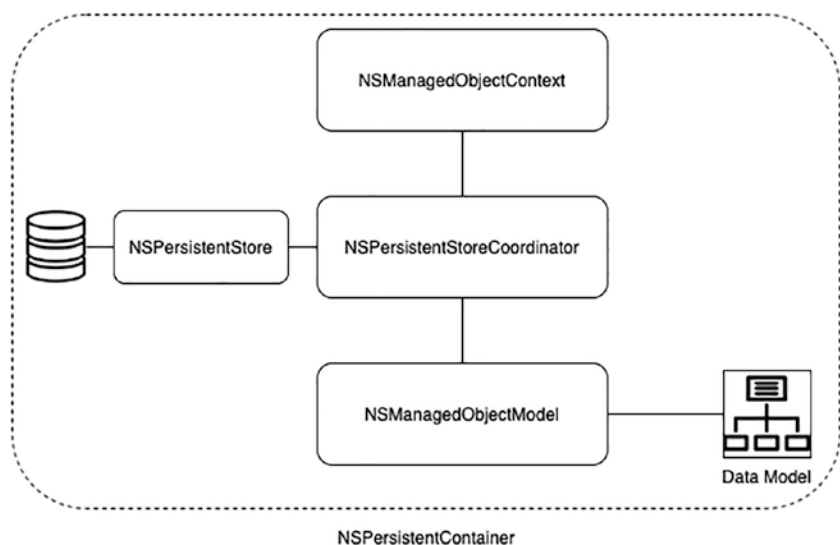 NSManagedObjectContext
NSPersistentStore
NSPersistentStoreCoordinator
NSManagedObjectModel
Data Model
NSPersistentContainer